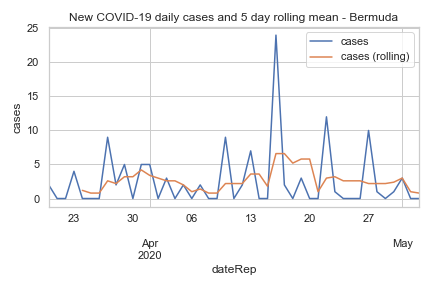 New COVID-19 daily cases and 5 day rolling mean - Bermuda
cases
cases (rolling)
cases
25
20
15
10
5
0
23
30
06
13
20
27
Apr
2020
May
dateRep